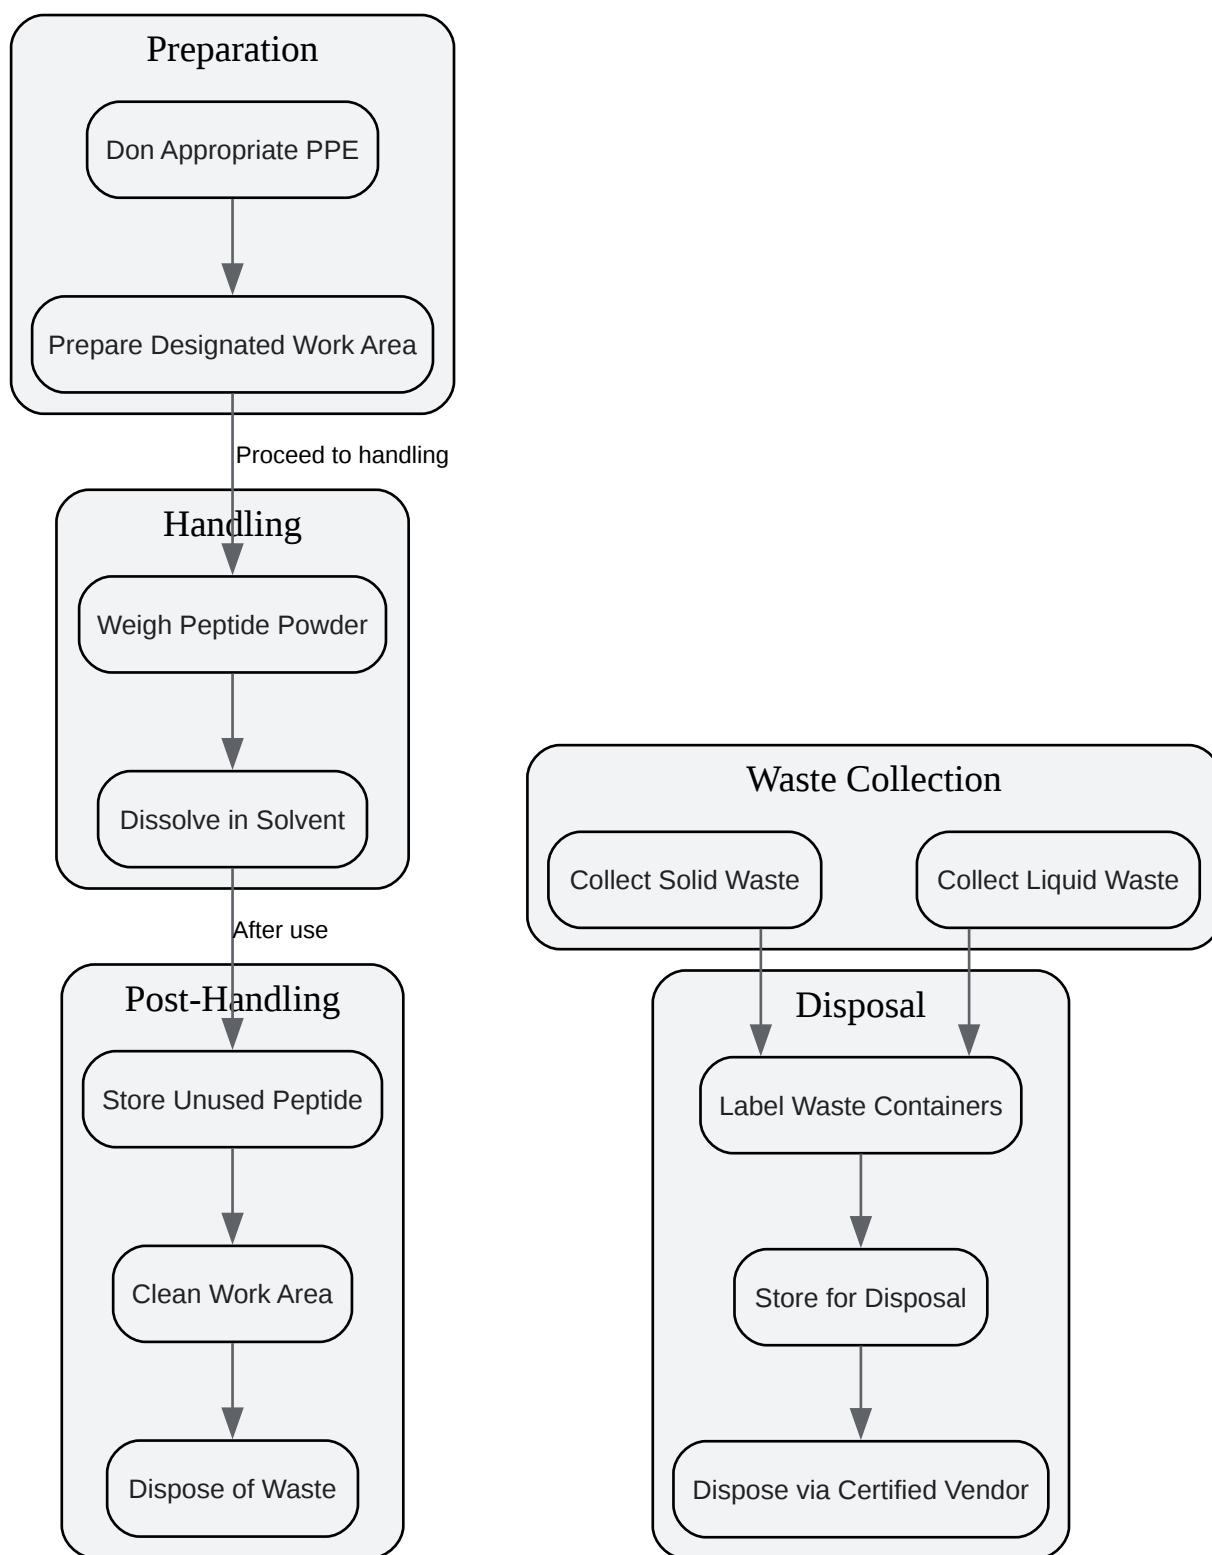 Preparation
Don Appropriate PPE
Prepare Designated Work Area
Proceed to handling
Handling
Weigh Peptide Powder
Dissolve in Solvent
After use
Post-Handling
Store Unused Peptide
Clean Work Area
Dispose of Waste
Waste Collection
Collect Solid Waste
Collect Liquid Waste
Disposal
Label Waste Containers
Store for Disposal
Dispose via Certified Vendor